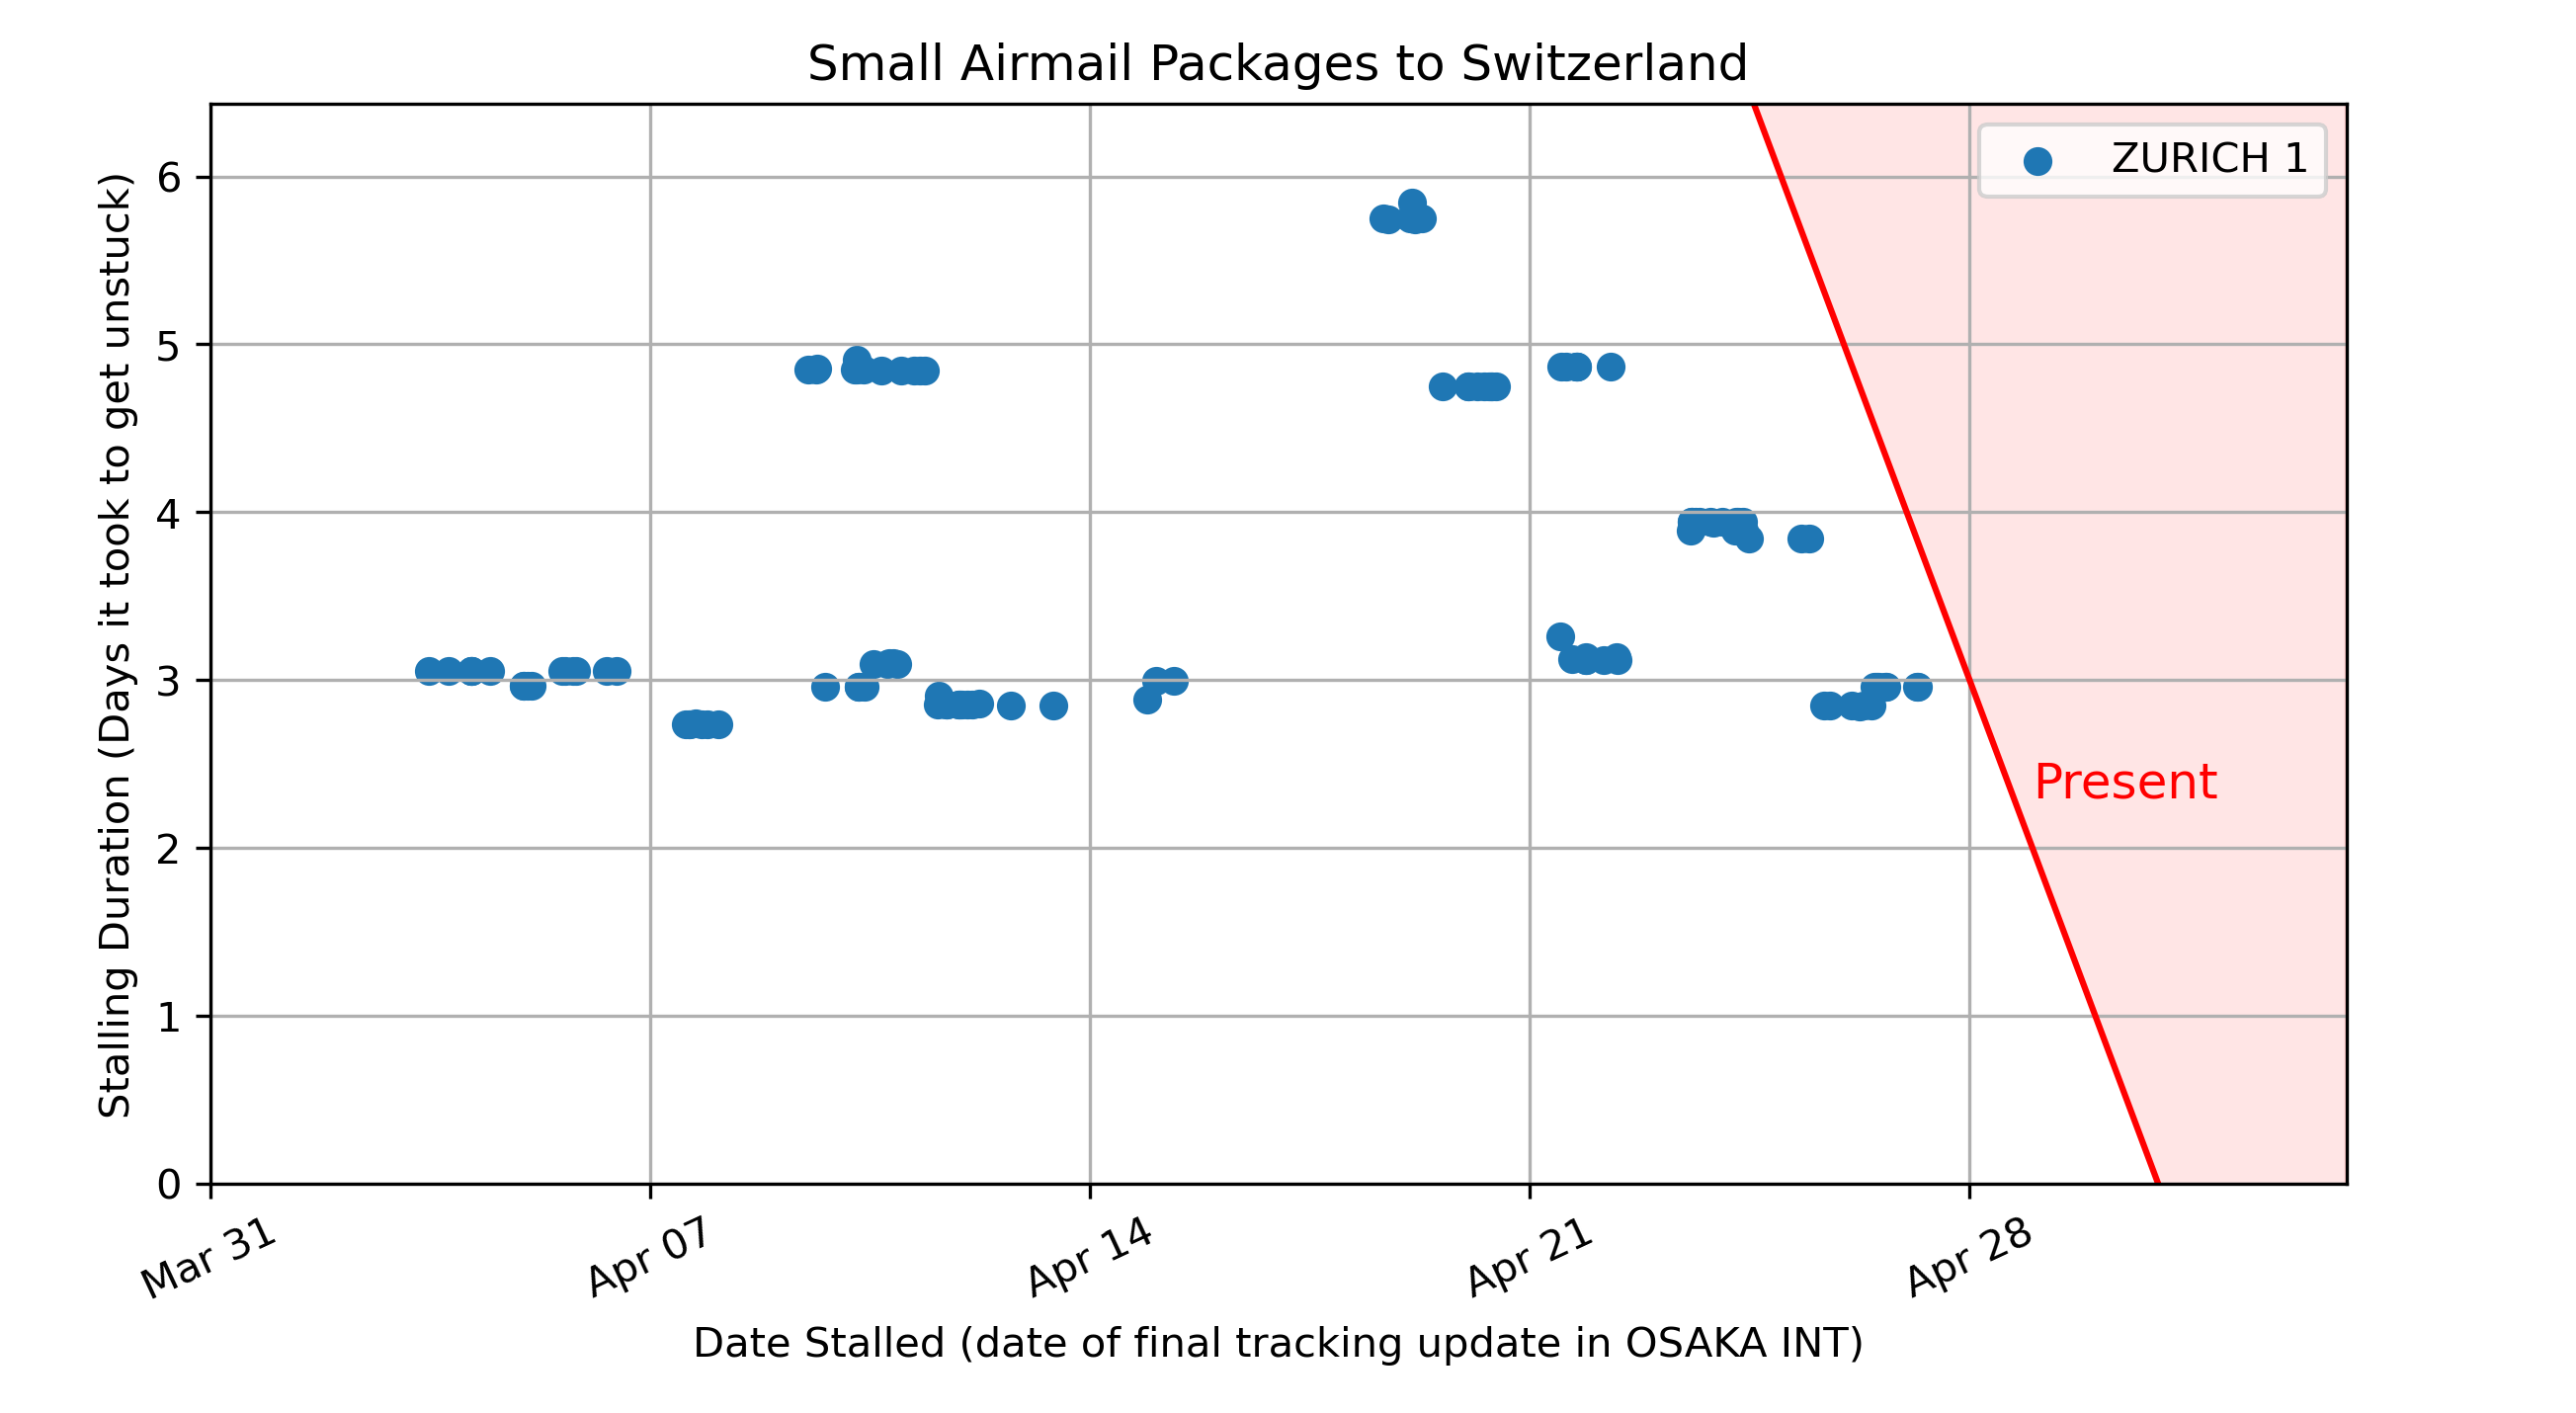 Small Airmail Packages to Switzerland
ZURICH 1
Stalling Duration (Days it took to get unstuck)
6
5
4
3
2
1
0
Present
Mar 31
Apr 07
Apr 14
Apr 21
Apr 28
Date Stalled (date of final tracking update in OSAKA INT)